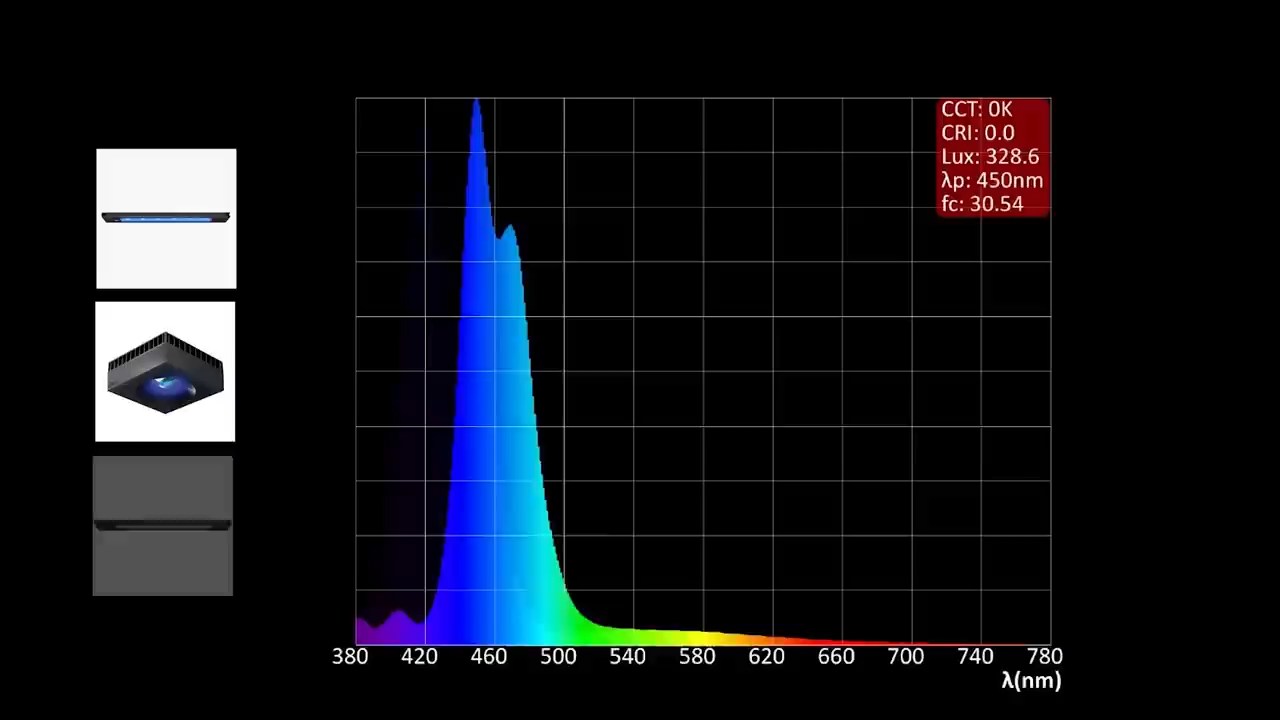 CCT: 0K
CRI: 0.0
Lux: 328.6
λp: 450nm
fc: 30.54
380 420 460 500 540 580 620 660 700 740 780
λ(nm)